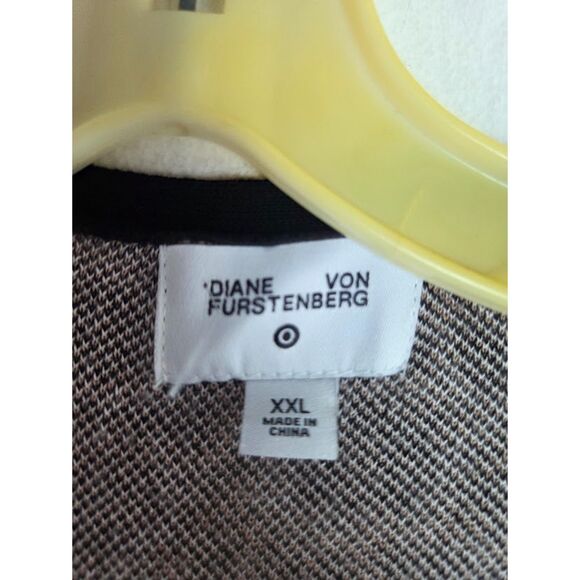 DIANE VON
FURSTENBERG
XXL
MADE IN
CHINA